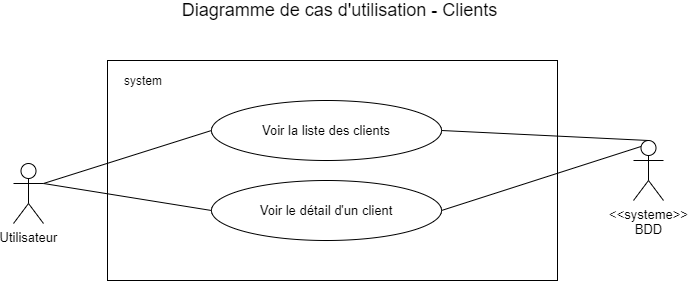 Diagramme de cas d'utilisation - Clients
system
Voir la liste des clients
Voir le détail d'un client
Utilisateur
<<systeme>>
BDD